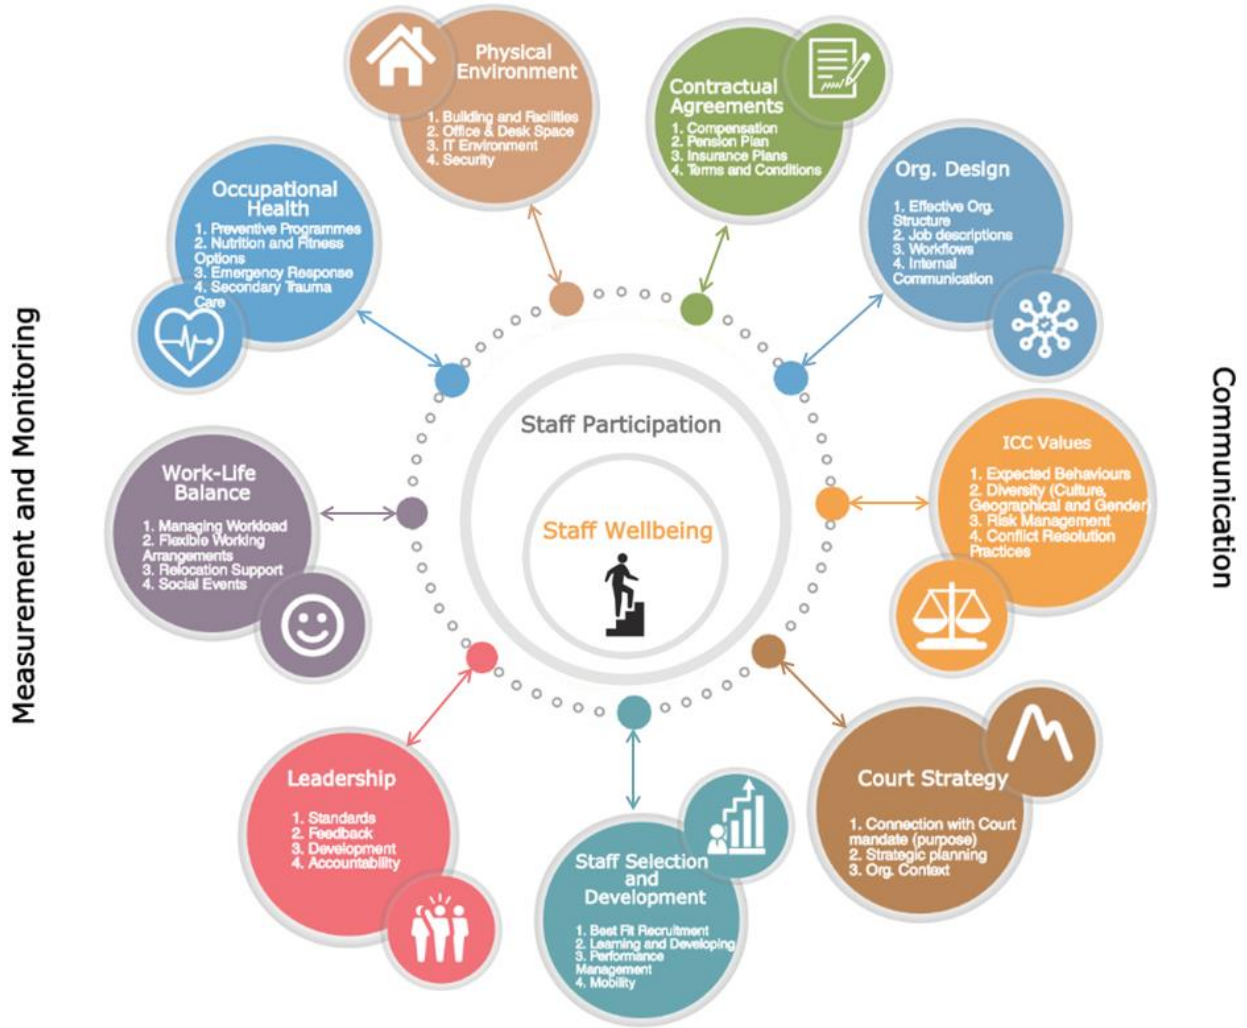 Physical
Environment
1. Building and Facilities
2. Office & Desk Space
3. IT Environment
4. Security
Contractual
Agreements
1. Compensation
2. Pension Plan
3. Insurance Plans
4. Terms and Conditions
Org. Design
1. Effective Org.
Structure
2. Job descriptions
3. Workflows
4. Internal
Communication
Occupational
Health
1. Preventive Programmes
2. Nutrition and Fitness
Options
3. Emergency Response
4. Secondary Trauma
Care
Measurement and Monitoring
Staff Participation
Staff Wellbeing
Communication
ICC Values
1. Expected Behaviours
2. Diversity (Culture,
Geographical and Gender)
3. Risk Management
4. Conflict Resolution
Practices
Work-Life
Balance
1. Managing Workload
2. Flexible Working
Arrangements
3. Relocation Support
4. Social Events
Leadership
1. Standards
2. Feedback
3. Development
4. Accountability
Staff Selection
and
Development
1. Best Fit Recruitment
2. Learning and Developing
3. Performance
Management
4. Mobility
Court Strategy
1. Connection with Court
mandate (purpose)
2. Strategic planning
3. Org. Context